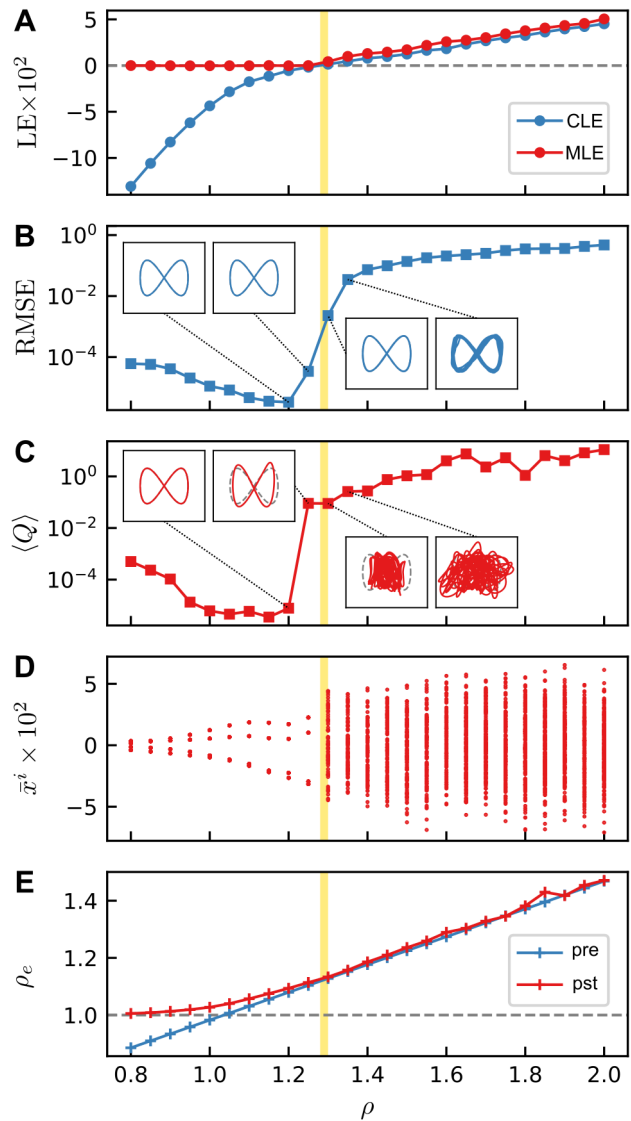 A
5
0
−5
−10
LE×10²
CLE
MLE
B
10⁰
10⁻²
10⁻⁴
RMSE
C
10⁰
10⁻²
10⁻⁴
⟨Q⟩
D
5
0
−5
x̄ⁱ × 10²
E
1.4
1.2
1.0
ρₑ
pre
pst
0.8 1.0 1.2 1.4 1.6 1.8 2.0
ρ